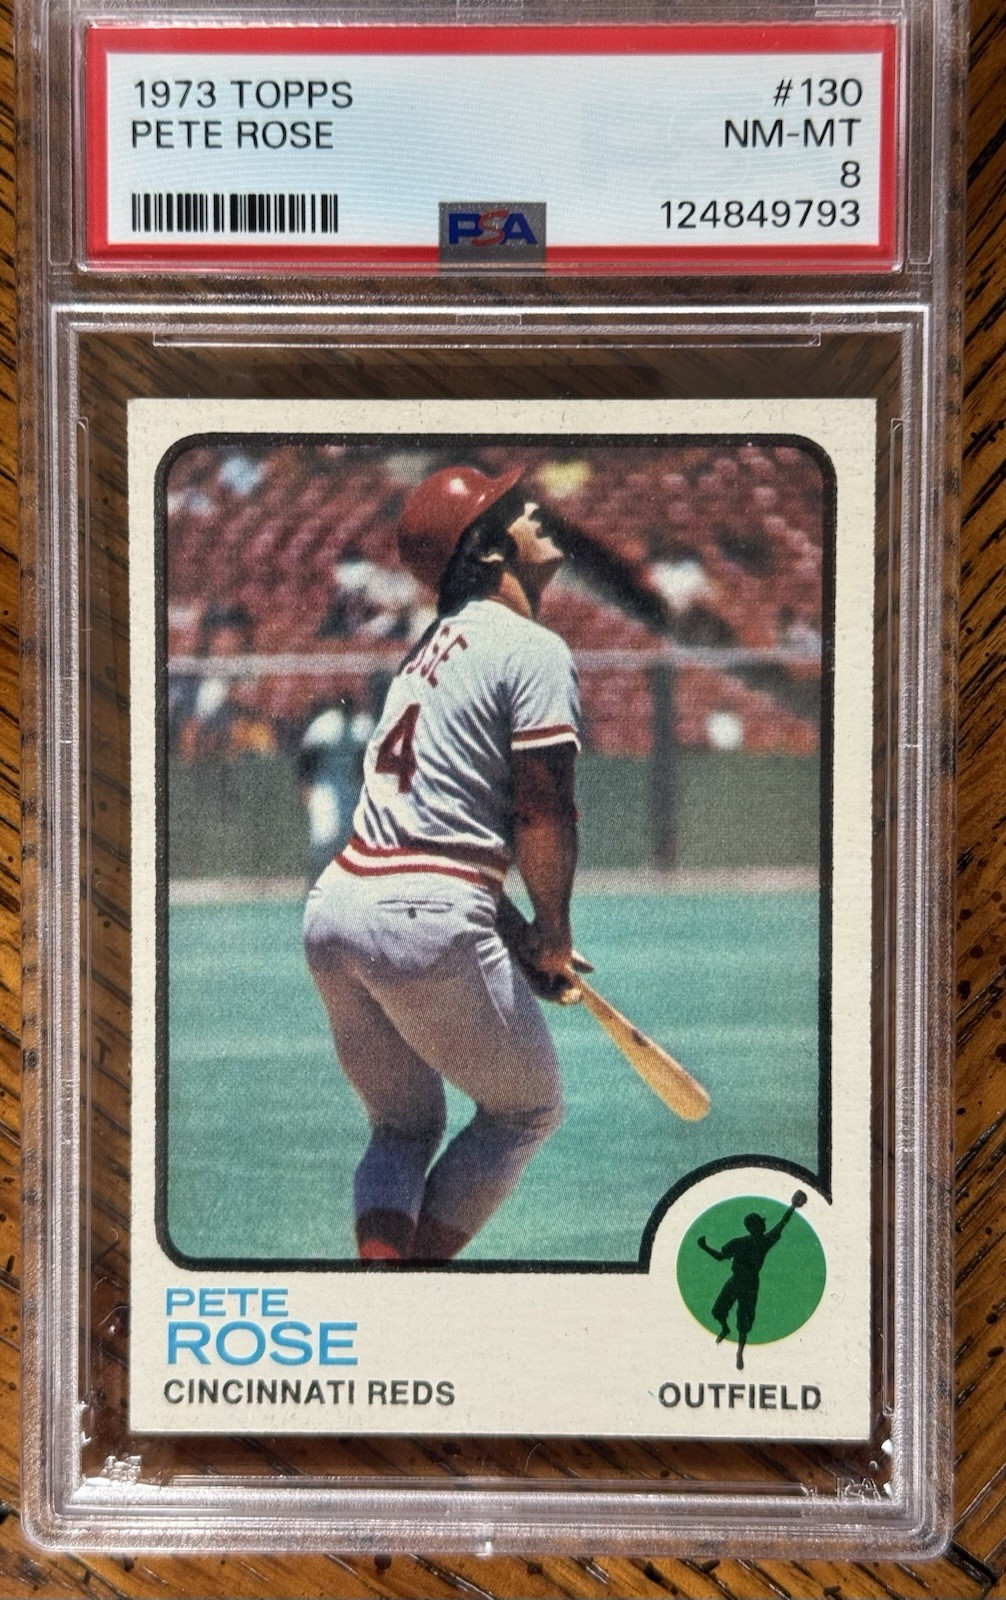 1973 TOPPS #130
PETE ROSE NM-MT
8
PSA 124849793
4
PETE
ROSE
CINCINNATI REDS OUTFIELD